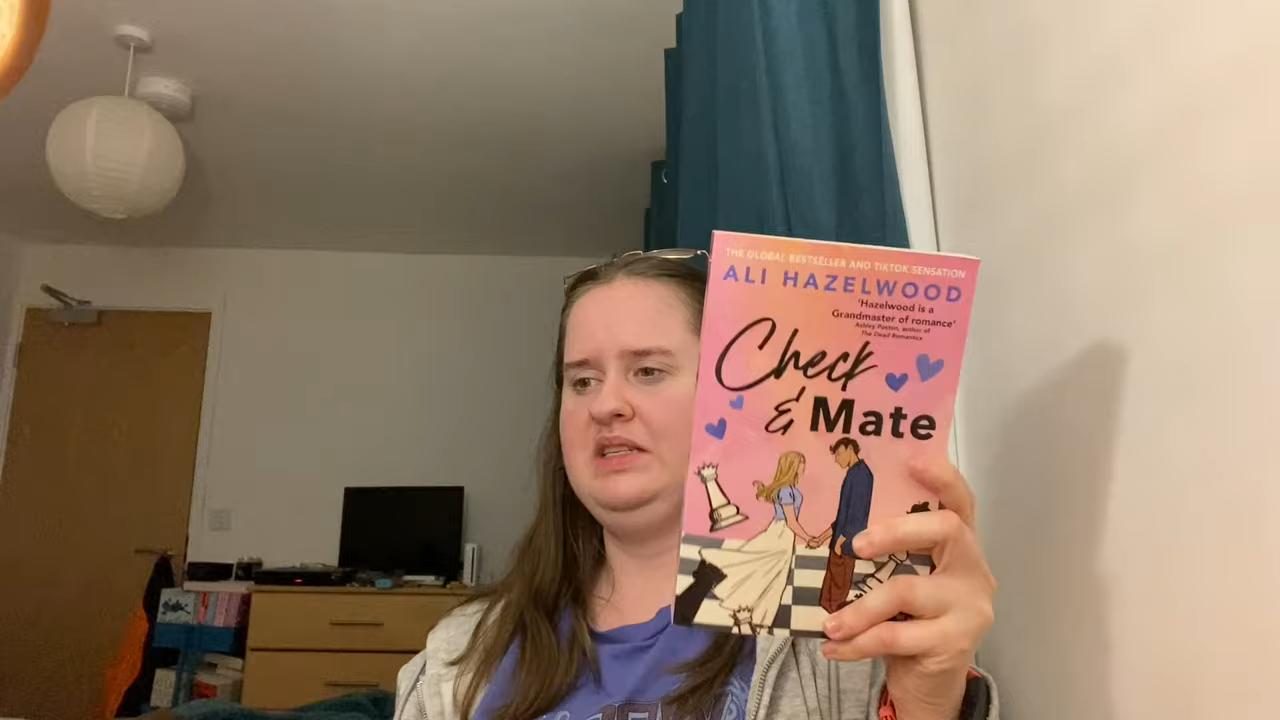 THE GLOBAL BESTSELLER AND TIKTOK SENSATION
ALI HAZELWOOD
'Hazelwood is a
Grandmaster of romance'
Ashley Poston, author of
The Dead Romantics
Check
& Mate